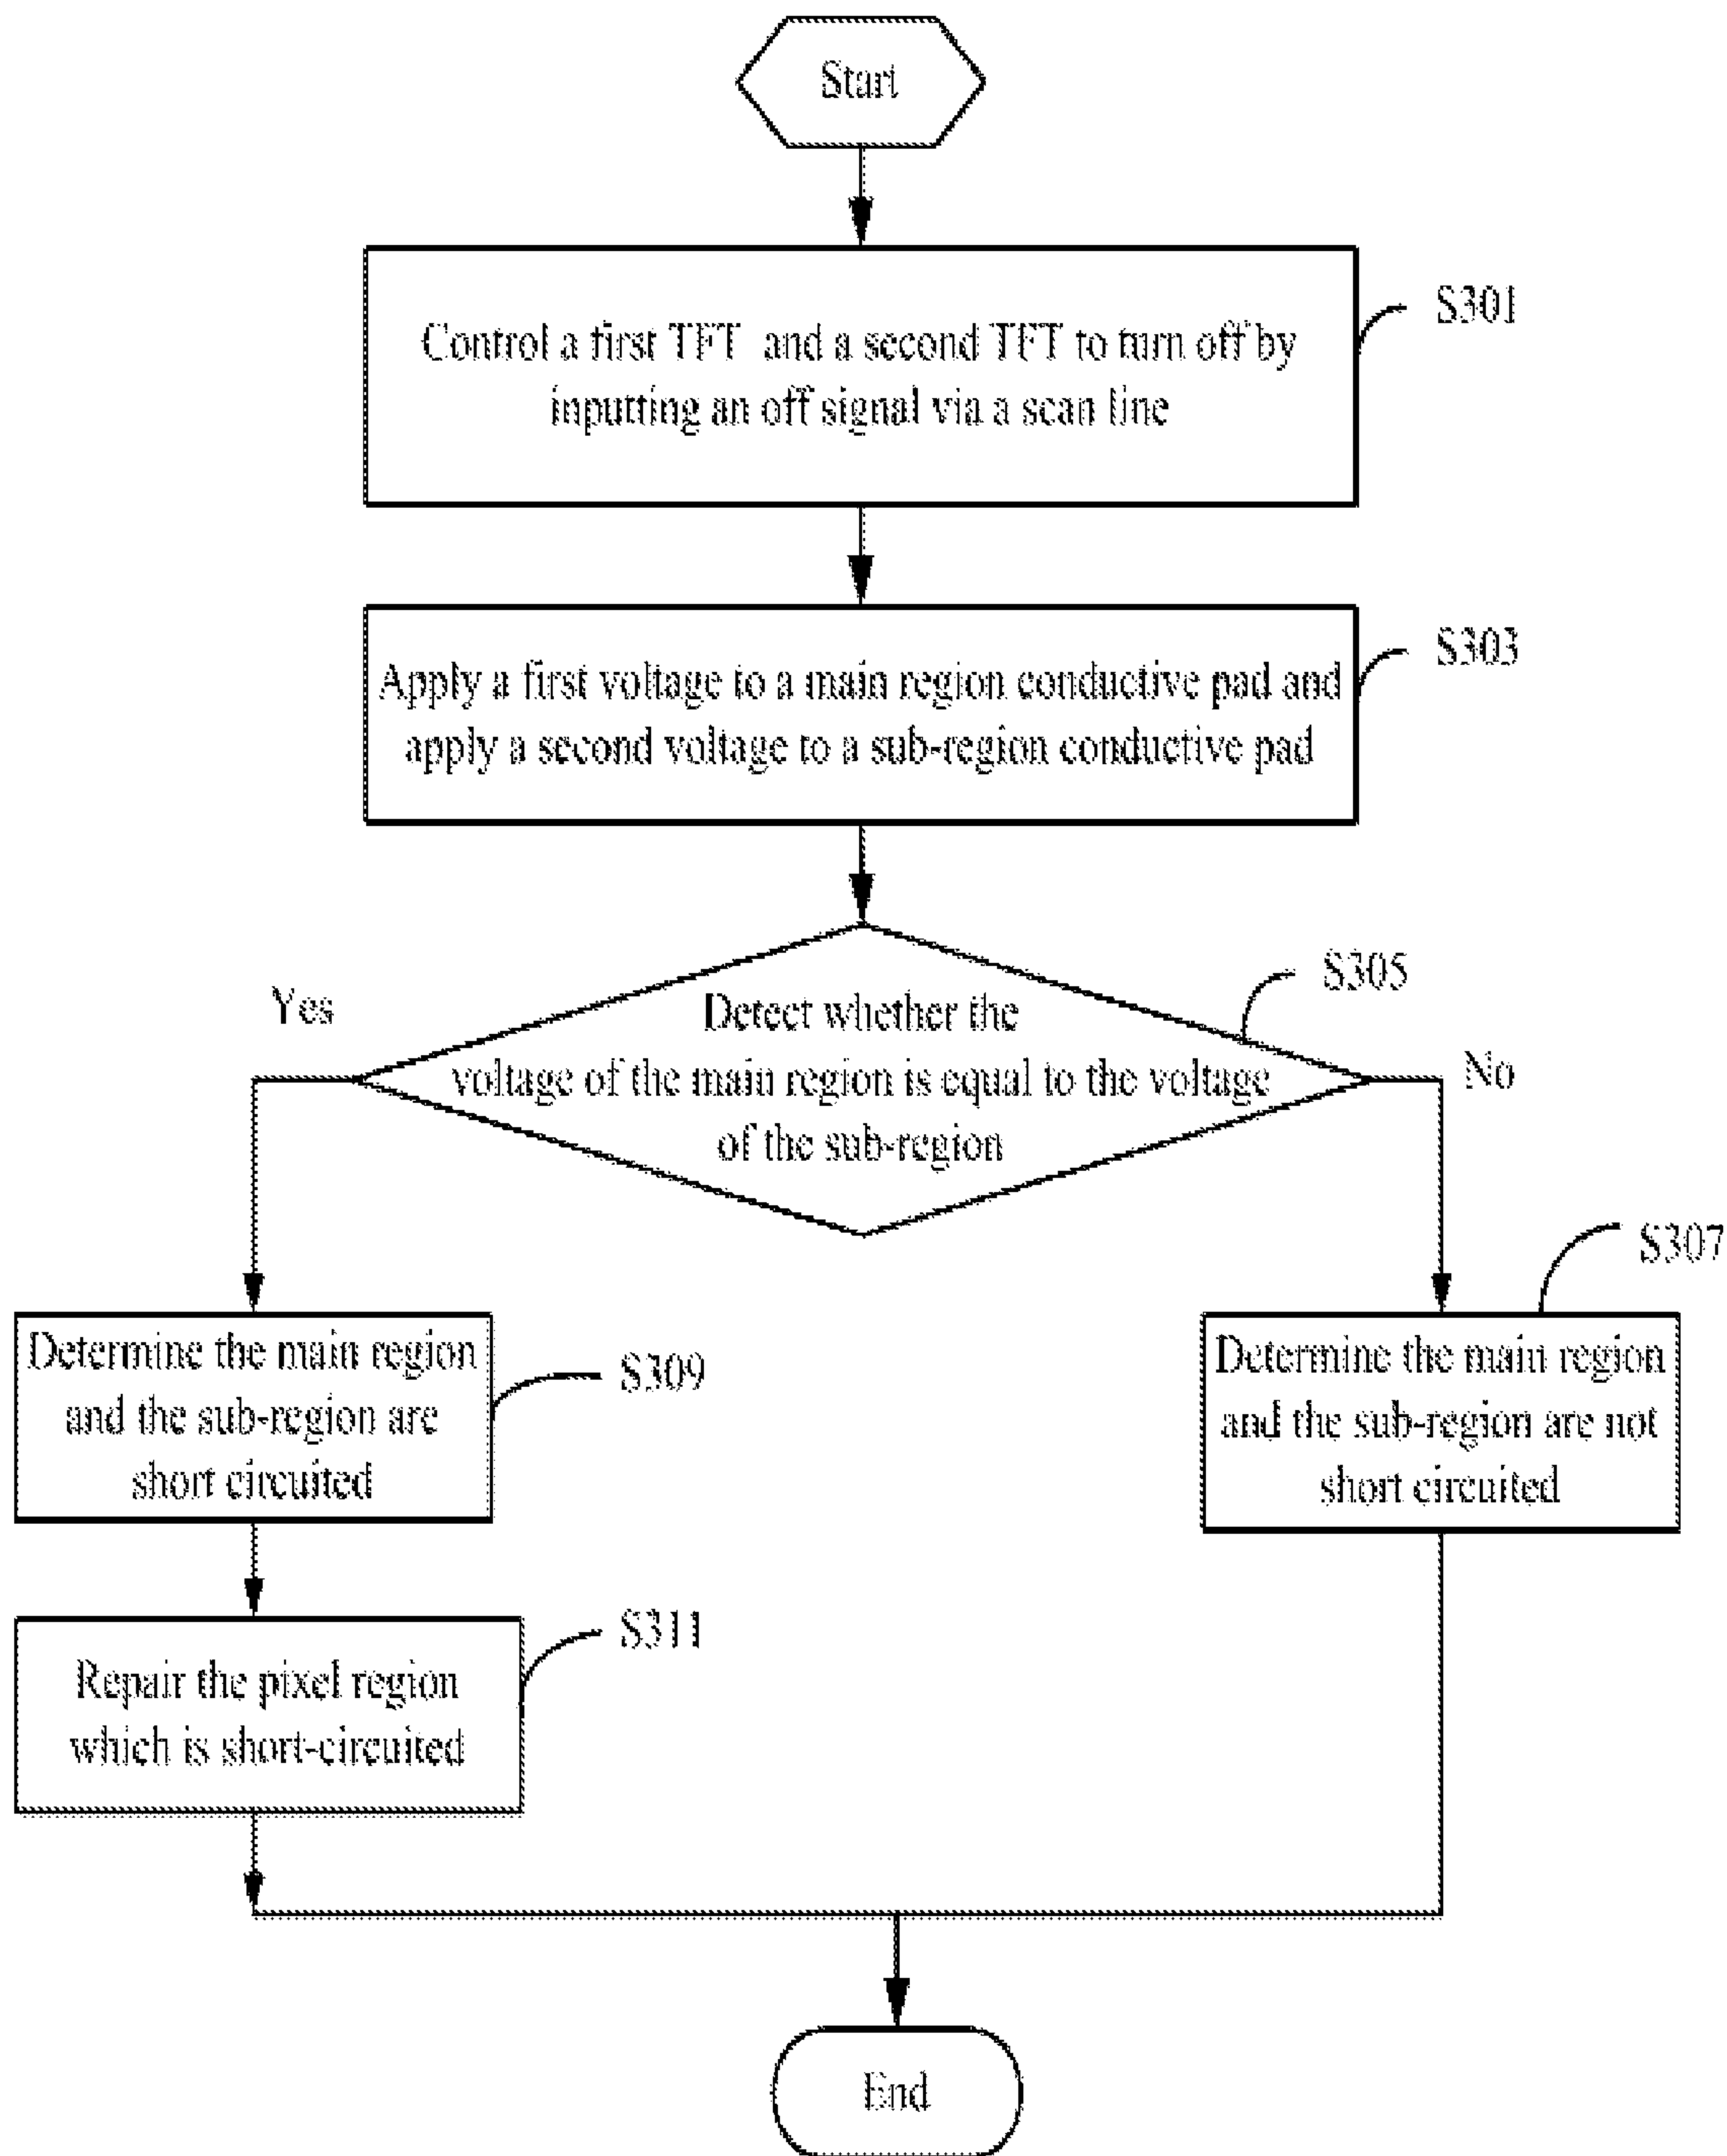 Start
Control a first TFT and a second TFT to turn off by
inputting an off signal via a scan line
S301
Apply a first voltage to a main region conductive pad and
apply a second voltage to a sub-region conductive pad
S303
Detect whether the
voltage of the main region is equal to the voltage
of the sub-region
S305
Yes
No
Determine the main region
and the sub-region are
short circuited
S309
Determine the main region
and the sub-region are not
short circuited
S307
Repair the pixel region
which is short-circuited
S311
End